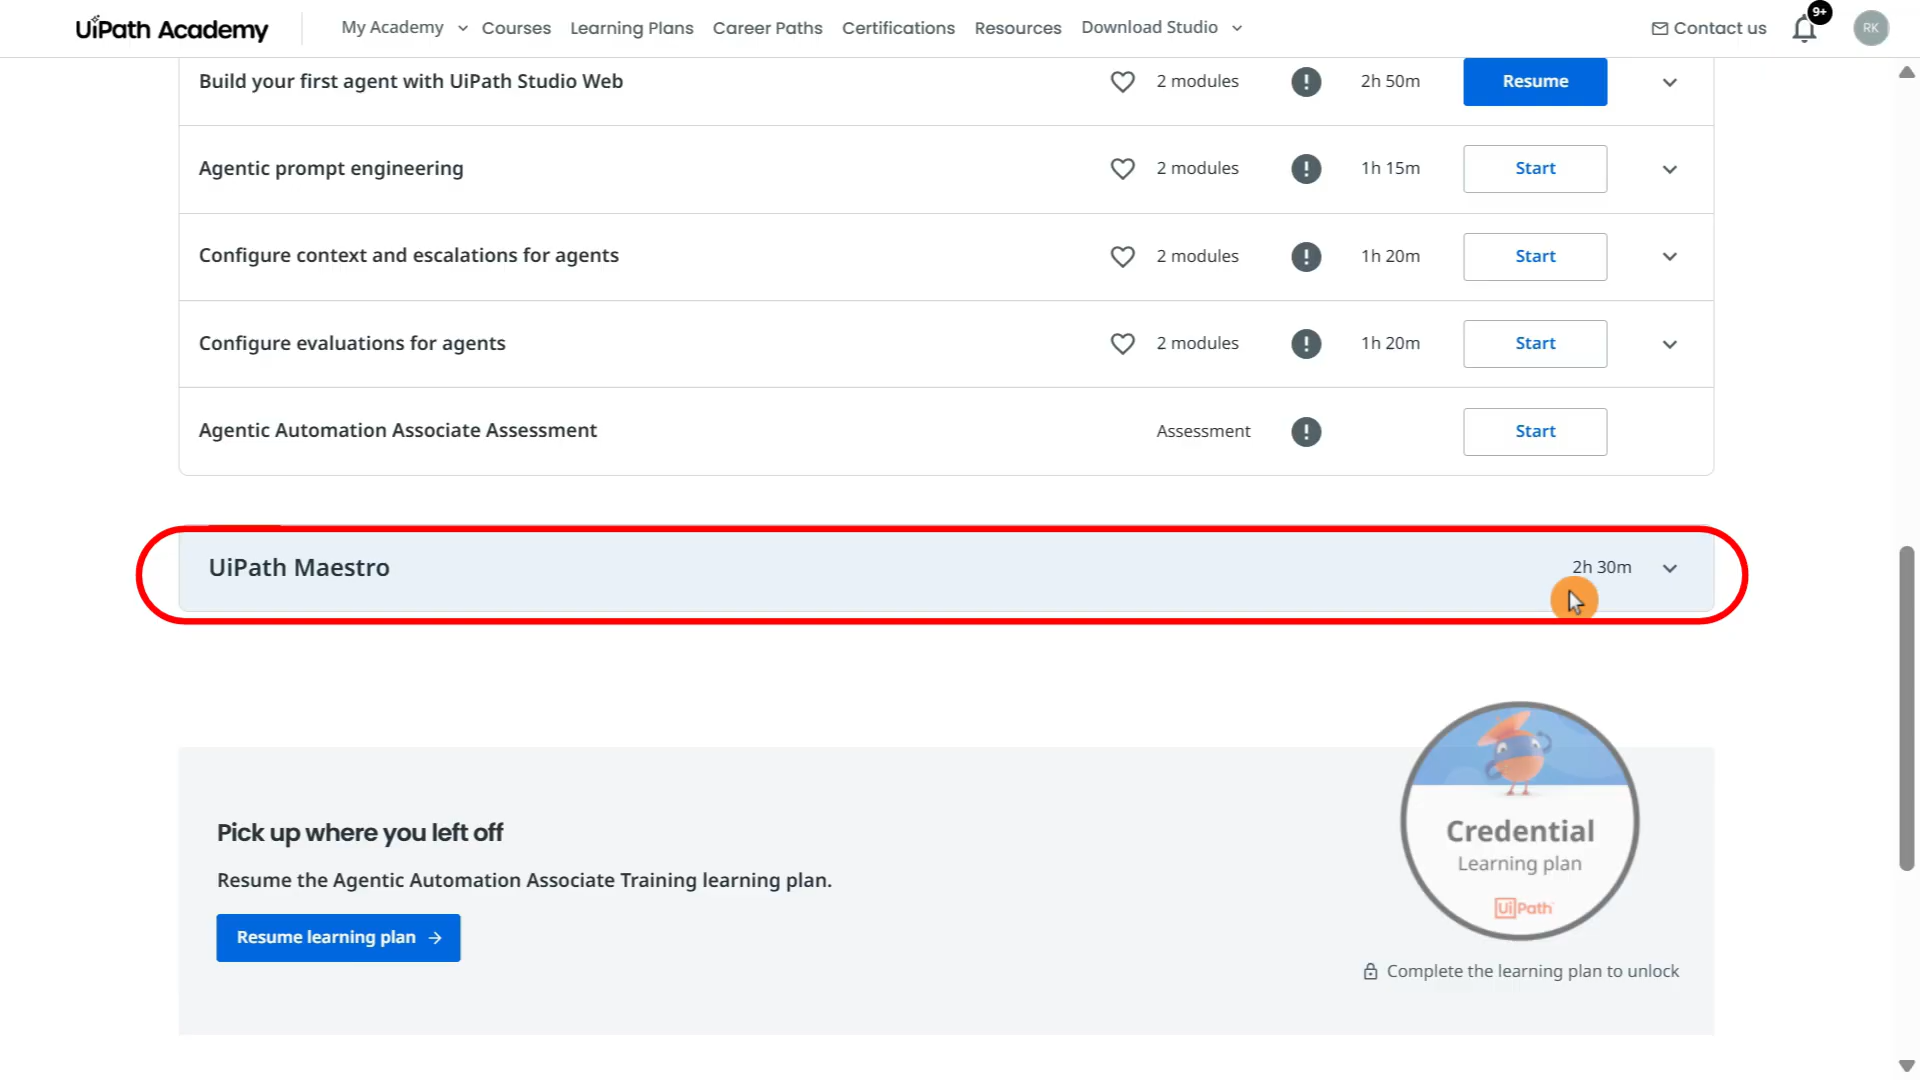 UiPath Academy
My Academy Courses Learning Plans Career Paths Certifications Resources Download Studio Contact us 9+ RK
Build your first agent with UiPath Studio Web 2 modules ! 2h 50m Resume
Agentic prompt engineering 2 modules ! 1h 15m Start
Configure context and escalations for agents 2 modules ! 1h 20m Start
Configure evaluations for agents 2 modules ! 1h 20m Start
Agentic Automation Associate Assessment Assessment ! Start
UiPath Maestro 2h 30m
Pick up where you left off
Resume the Agentic Automation Associate Training learning plan.
Resume learning plan
Credential
Learning plan
UiPath
Complete the learning plan to unlock